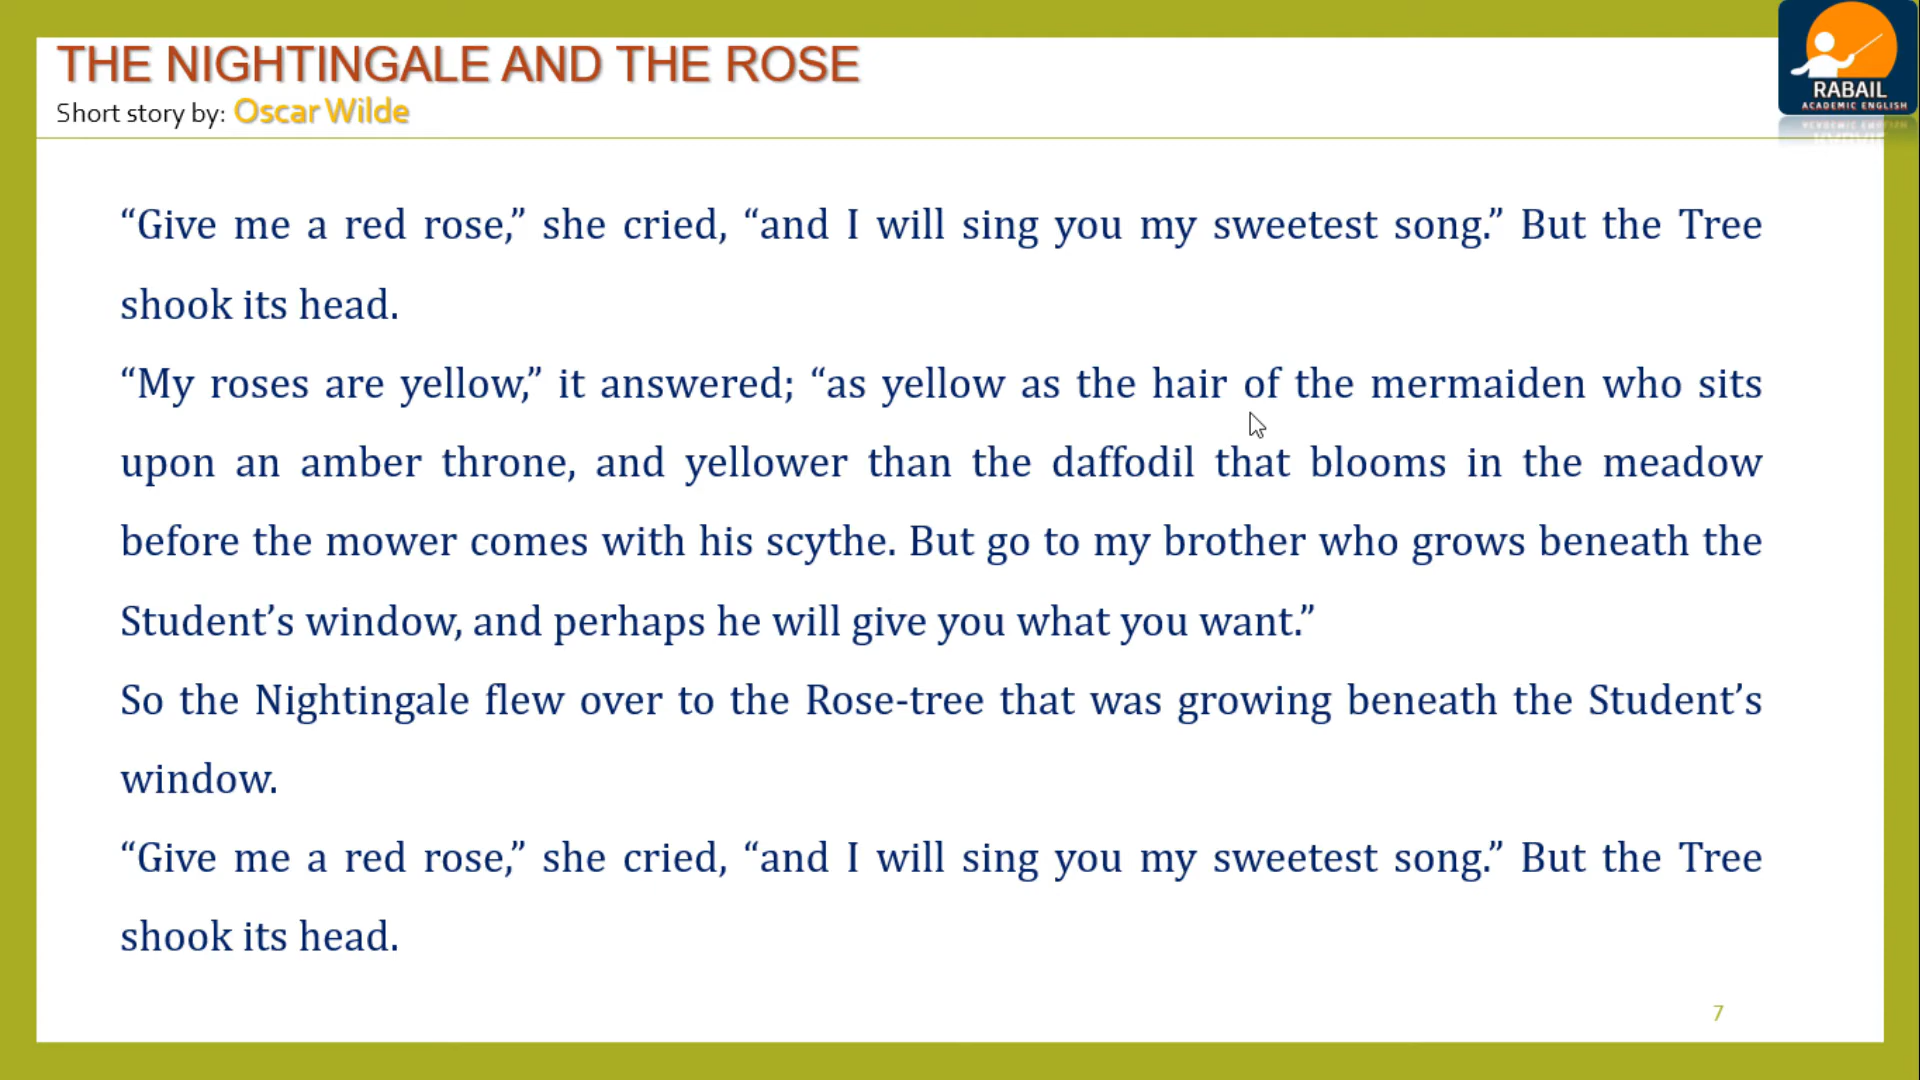 THE NIGHTINGALE AND THE ROSE
Short story by: Oscar Wilde
RABAIL
ACADEMIC ENGLISH
“Give me a red rose,” she cried, “and I will sing you my sweetest song.” But the Tree
shook its head.
“My roses are yellow,” it answered; “as yellow as the hair of the mermaiden who sits
upon an amber throne, and yellower than the daffodil that blooms in the meadow
before the mower comes with his scythe. But go to my brother who grows beneath the
Student’s window, and perhaps he will give you what you want.”
So the Nightingale flew over to the Rose-tree that was growing beneath the Student’s
window.
“Give me a red rose,” she cried, “and I will sing you my sweetest song.” But the Tree
shook its head.
7